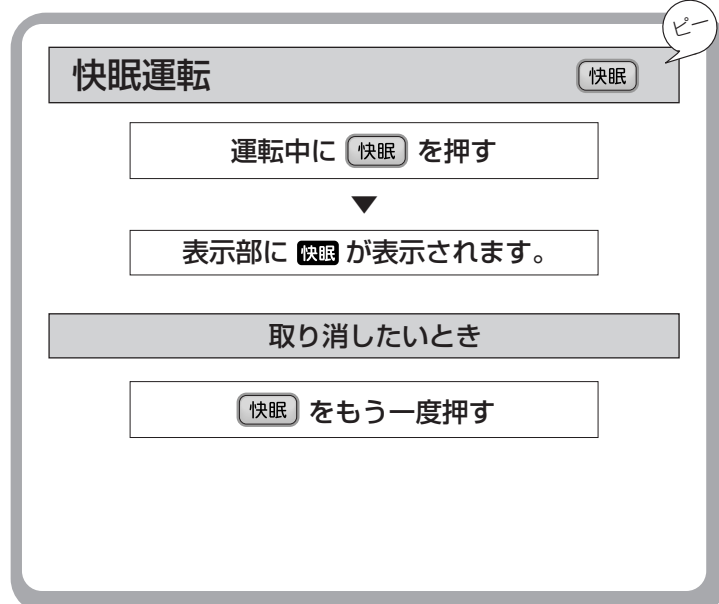 ピー
快眠運転 快眠
運転中に 快眠 を押す
▼
表示部に 快眠 が表示されます。
取り消したいとき
快眠 をもう一度押す